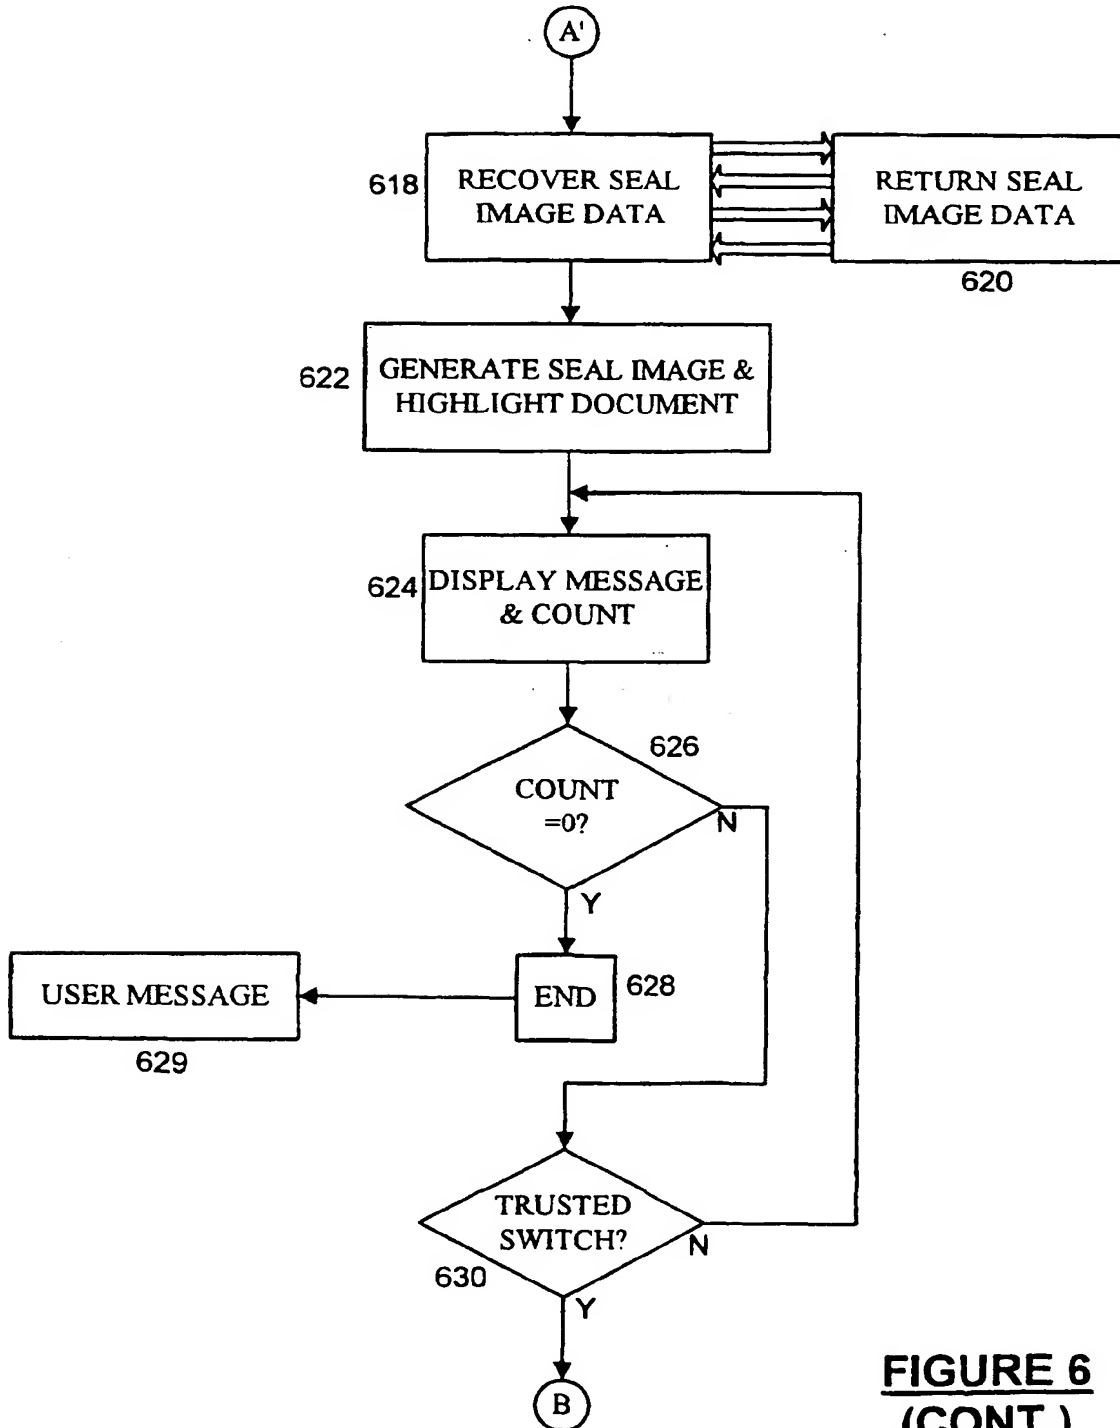 A'
618
RECOVER SEAL
IMAGE DATA
RETURN SEAL
IMAGE DATA
620
622
GENERATE SEAL IMAGE &
HIGHLIGHT DOCUMENT
624
DISPLAY MESSAGE
& COUNT
626
COUNT
=0?
N
Y
USER MESSAGE
629
END
628
TRUSTED
SWITCH?
630
N
Y
B
FIGURE 6
(CONT.)